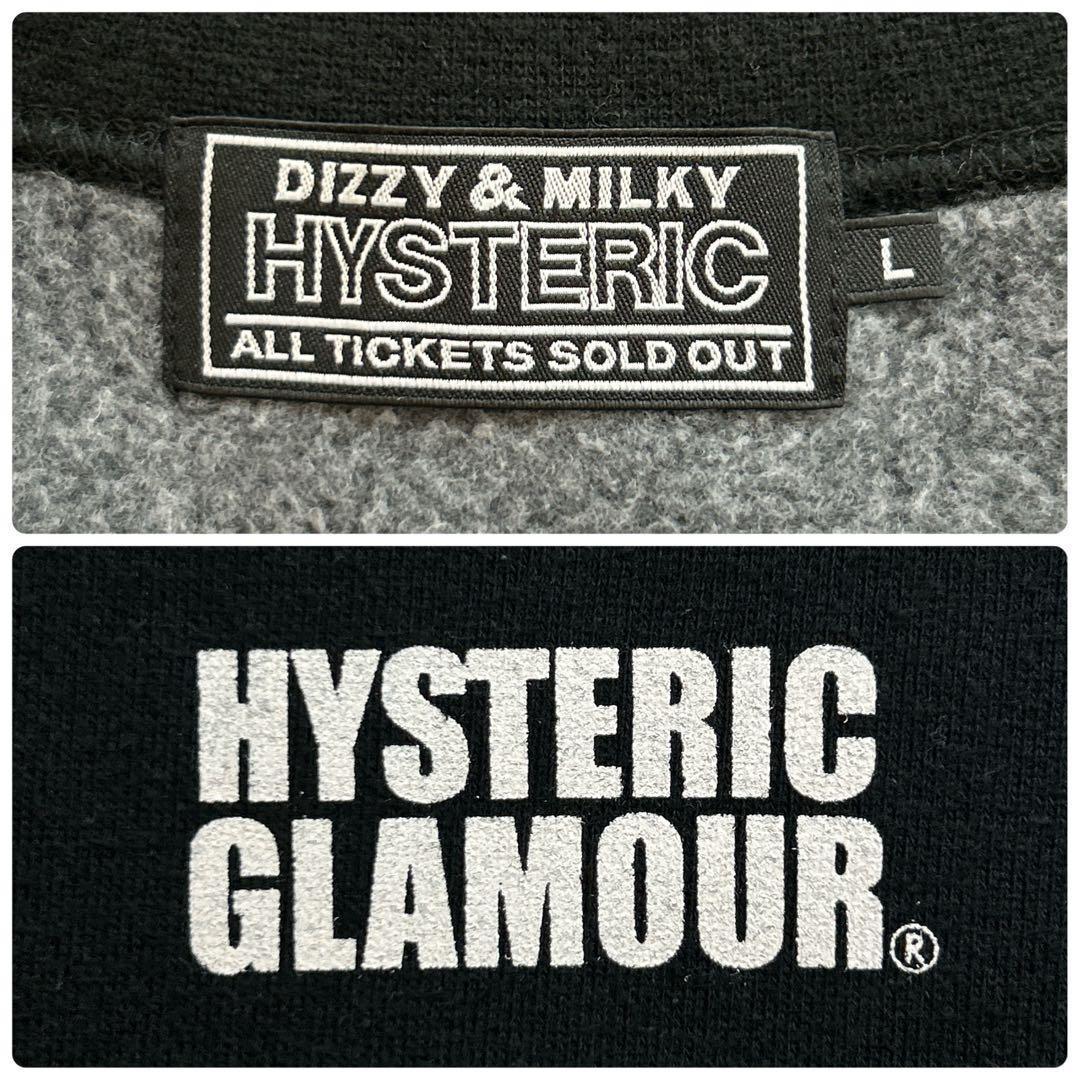 DIZZY & MILKY
HYSTERIC
ALL TICKETS SOLD OUT
L
HYSTERIC
GLAMOUR®